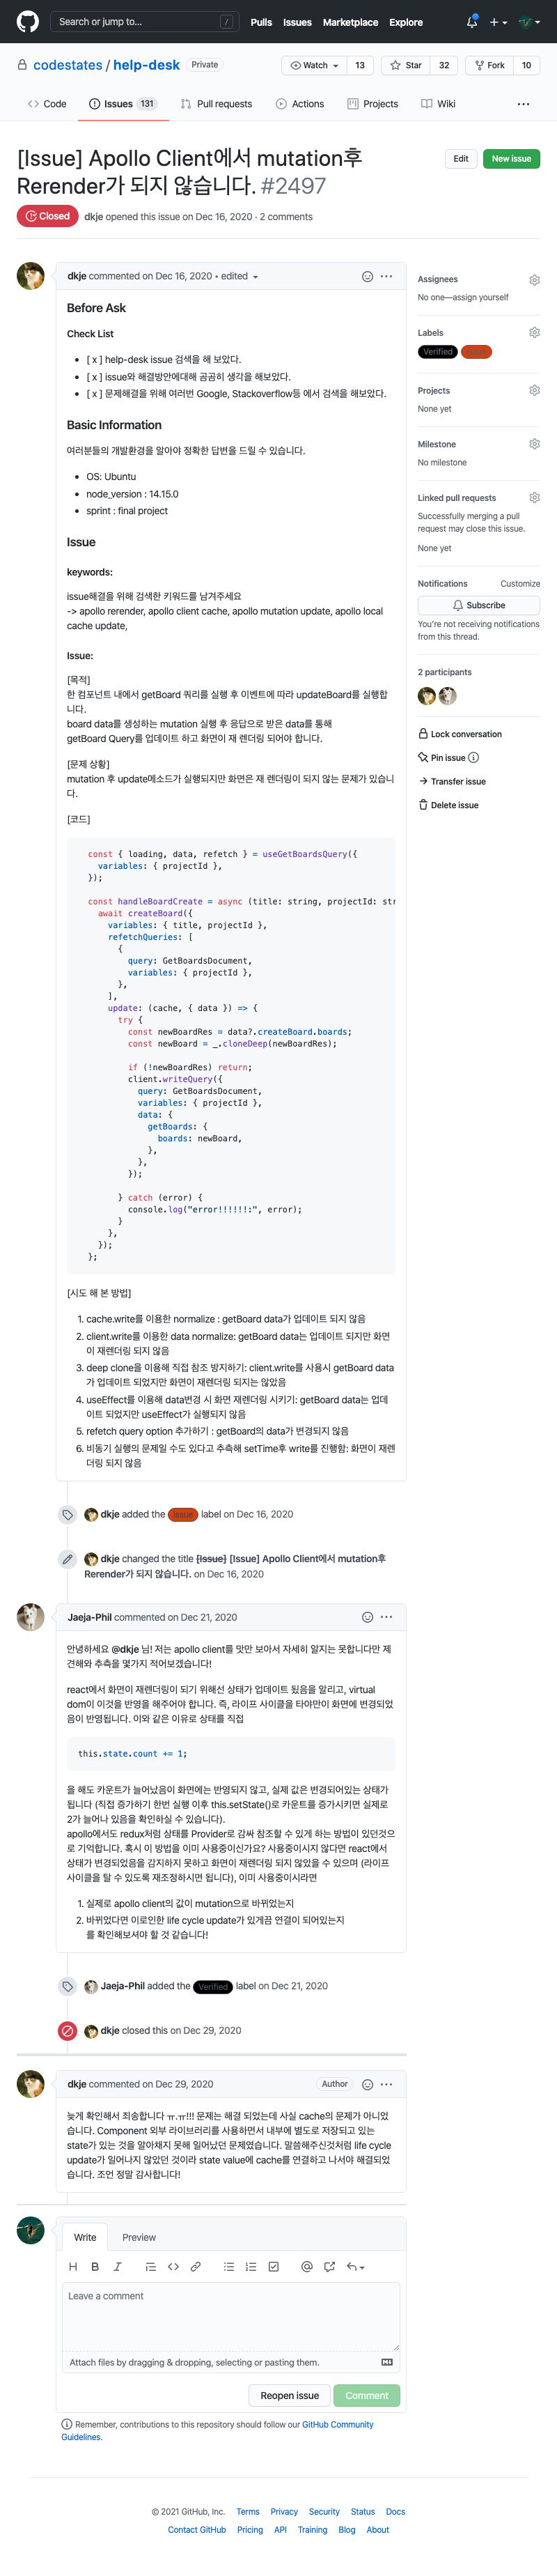 Search or jump to...
/
Pulls Issues Marketplace Explore
codestates / help-desk Private
Watch 13 Star 32 Fork 10
Code Issues 131 Pull requests Actions Projects Wiki
[Issue] Apollo Client에서 mutation후
Rerender가 되지 않습니다. #2497
Edit New issue
Closed dkje opened this issue on Dec 16, 2020 · 2 comments
dkje commented on Dec 16, 2020 • edited
Before Ask
Check List
• [ x ] help-desk issue 검색을 해 보았다.
• [ x ] issue와 해결방안에대해 곰곰히 생각을 해보았다.
• [ x ] 문제해결을 위해 여러번 Google, Stackoverflow등 에서 검색을 해보았다.
Basic Information
여러분들의 개발환경을 알아야 정확한 답변을 드릴 수 있습니다.
• OS: Ubuntu
• node_version : 14.15.0
• sprint : final project
Issue
keywords:
issue해결을 위해 검색한 키워드를 남겨주세요
-> apollo rerender, apollo client cache, apollo mutation update, apollo local
cache update,
Issue:
[목적]
한 컴포넌트 내에서 getBoard 쿼리를 실행 후 이벤트에 따라 updateBoard를 실행합
니다.
board data를 생성하는 mutation 실행 후 응답으로 받은 data를 통해
getBoard Query를 업데이트 하고 화면이 재 렌더링 되어야 합니다.
[문제 상황]
mutation 후 update메소드가 실행되지만 화면은 재 렌더링이 되지 않는 문제가 있습니
다.
[코드]
const { loading, data, refetch } = useGetBoardsQuery({
variables: { projectId },
});
const handleBoardCreate = async (title: string, projectId: str
await createBoard({
variables: { title, projectId },
refetchQueries: [
{
query: GetBoardsDocument,
variables: { projectId },
},
],
update: (cache, { data }) => {
try {
const newBoardRes = data?.createBoard.boards;
const newBoard = _.cloneDeep(newBoardRes);
if (!newBoardRes) return;
client.writeQuery({
query: GetBoardsDocument,
variables: { projectId },
data: {
getBoards: {
boards: newBoard,
},
},
});
} catch (error) {
console.log("error!!!!!!:", error);
}
},
});
};
[시도 해 본 방법]
1. cache.write를 이용한 normalize : getBoard data가 업데이트 되지 않음
2. client.write를 이용한 data normalize: getBoard data는 업데이트 되지만 화면
이 재렌더링 되지 않음
3. deep clone을 이용해 직접 참조 방지하기: client.write를 사용시 getBoard data
가 업데이트 되었지만 화면이 재렌더링 되지는 않았음
4. useEffect를 이용해 data변경 시 화면 재렌더링 시키기: getBoard data는 업데
이트 되었지만 useEffect가 실행되지 않음
5. refetch query option 추가하기 : getBoard의 data가 변경되지 않음
6. 비동기 실행의 문제일 수도 있다고 추측해 setTime후 write를 진행함: 화면이 재렌
더링 되지 않음
dkje added the Issue label on Dec 16, 2020
dkje changed the title [Issue] [Issue] Apollo Client에서 mutation후
Rerender가 되지 않습니다. on Dec 16, 2020
Jaeja-Phil commented on Dec 21, 2020
안녕하세요 @dkje 님! 저는 apollo client를 맛만 보아서 자세히 알지는 못합니다만 제
견해와 추측을 몇가지 적어보겠습니다!
react에서 화면이 재렌더링이 되기 위해선 상태가 업데이트 됬음을 알리고, virtual
dom이 이것을 반영을 해주어야 합니다. 즉, 라이프 사이클을 타야만이 화면에 변경되었
음이 반영됩니다. 이와 같은 이유로 상태를 직접
this.state.count += 1;
을 해도 카운트가 늘어났음이 화면에는 반영되지 않고, 실제 값은 변경되어있는 상태가
됩니다 (직접 증가하기 한번 실행 이후 this.setState()로 카운트를 증가시키면 실제로
2가 늘어나 있음을 확인하실 수 있습니다).
apollo에서도 redux처럼 상태를 Provider로 감싸 참조할 수 있게 하는 방법이 있던것으
로 기억합니다. 혹시 이 방법을 이미 사용중이신가요? 사용중이시지 않다면 react에서
상태가 변경되었음을 감지하지 못하고 화면이 재렌더링 되지 않았을 수 있으며 (라이프
사이클을 탈 수 있도록 재조정하시면 됩니다), 이미 사용중이시라면
1. 실제로 apollo client의 값이 mutation으로 바뀌었는지
2. 바뀌었다면 이로인한 life cycle update가 있게끔 연결이 되어있는지
를 확인해보셔야 할 것 같습니다!
Jaeja-Phil added the Verified label on Dec 21, 2020
dkje closed this on Dec 29, 2020
dkje commented on Dec 29, 2020 Author
늦게 확인해서 죄송합니다 ㅠ.ㅠ!!! 문제는 해결 되었는데 사실 cache의 문제가 아니었
습니다. Component 외부 라이브러리를 사용하면서 내부에 별도로 저장되고 있는
state가 있는 것을 알아채지 못해 일어났던 문제였습니다. 말씀해주신것처럼 life cycle
update가 일어나지 않았던 것이라 state value에 cache를 연결하고 나서야 해결되었
습니다. 조언 정말 감사합니다!
Write Preview
Leave a comment
Attach files by dragging & dropping, selecting or pasting them.
Reopen issue Comment
Remember, contributions to this repository should follow our GitHub Community
Guidelines.
Assignees
No one—assign yourself
Labels
Verified Issue
Projects
None yet
Milestone
No milestone
Linked pull requests
Successfully merging a pull
request may close this issue.
None yet
Notifications Customize
Subscribe
You're not receiving notifications
from this thread.
2 participants
Lock conversation
Pin issue
Transfer issue
Delete issue
© 2021 GitHub, Inc. Terms Privacy Security Status Docs
Contact GitHub Pricing API Training Blog About